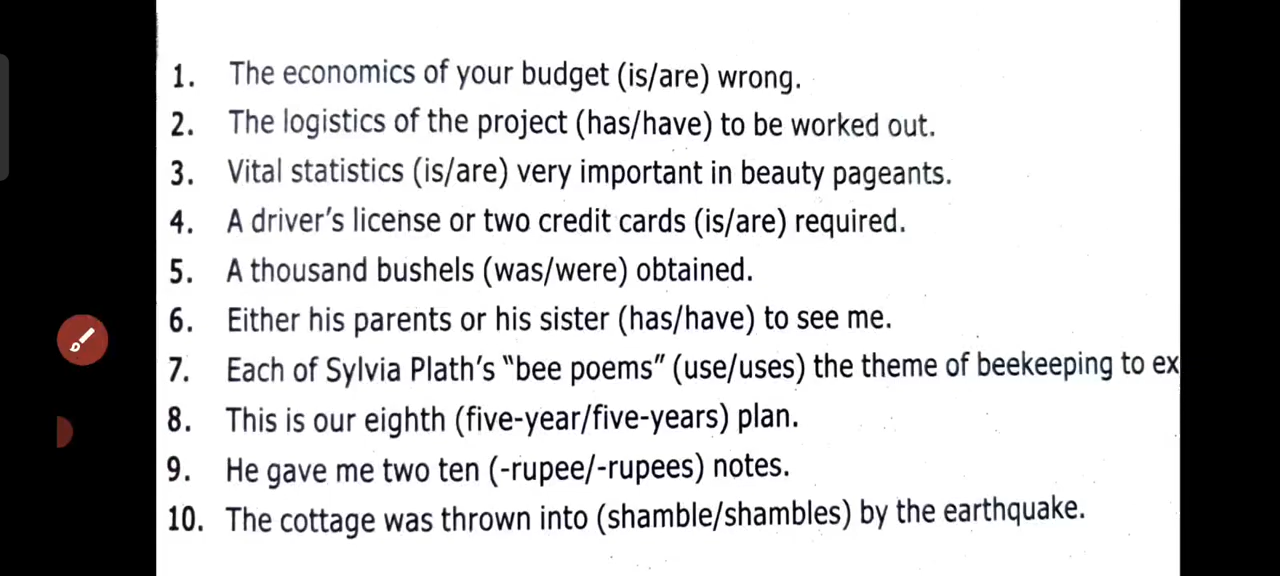 1. The economics of your budget (is/are) wrong.
2. The logistics of the project (has/have) to be worked out.
3. Vital statistics (is/are) very important in beauty pageants.
4. A driver's license or two credit cards (is/are) required.
5. A thousand bushels (was/were) obtained.
6. Either his parents or his sister (has/have) to see me.
7. Each of Sylvia Plath's "bee poems" (use/uses) the theme of beekeeping to ex
8. This is our eighth (five-year/five-years) plan.
9. He gave me two ten (-rupee/-rupees) notes.
10. The cottage was thrown into (shamble/shambles) by the earthquake.